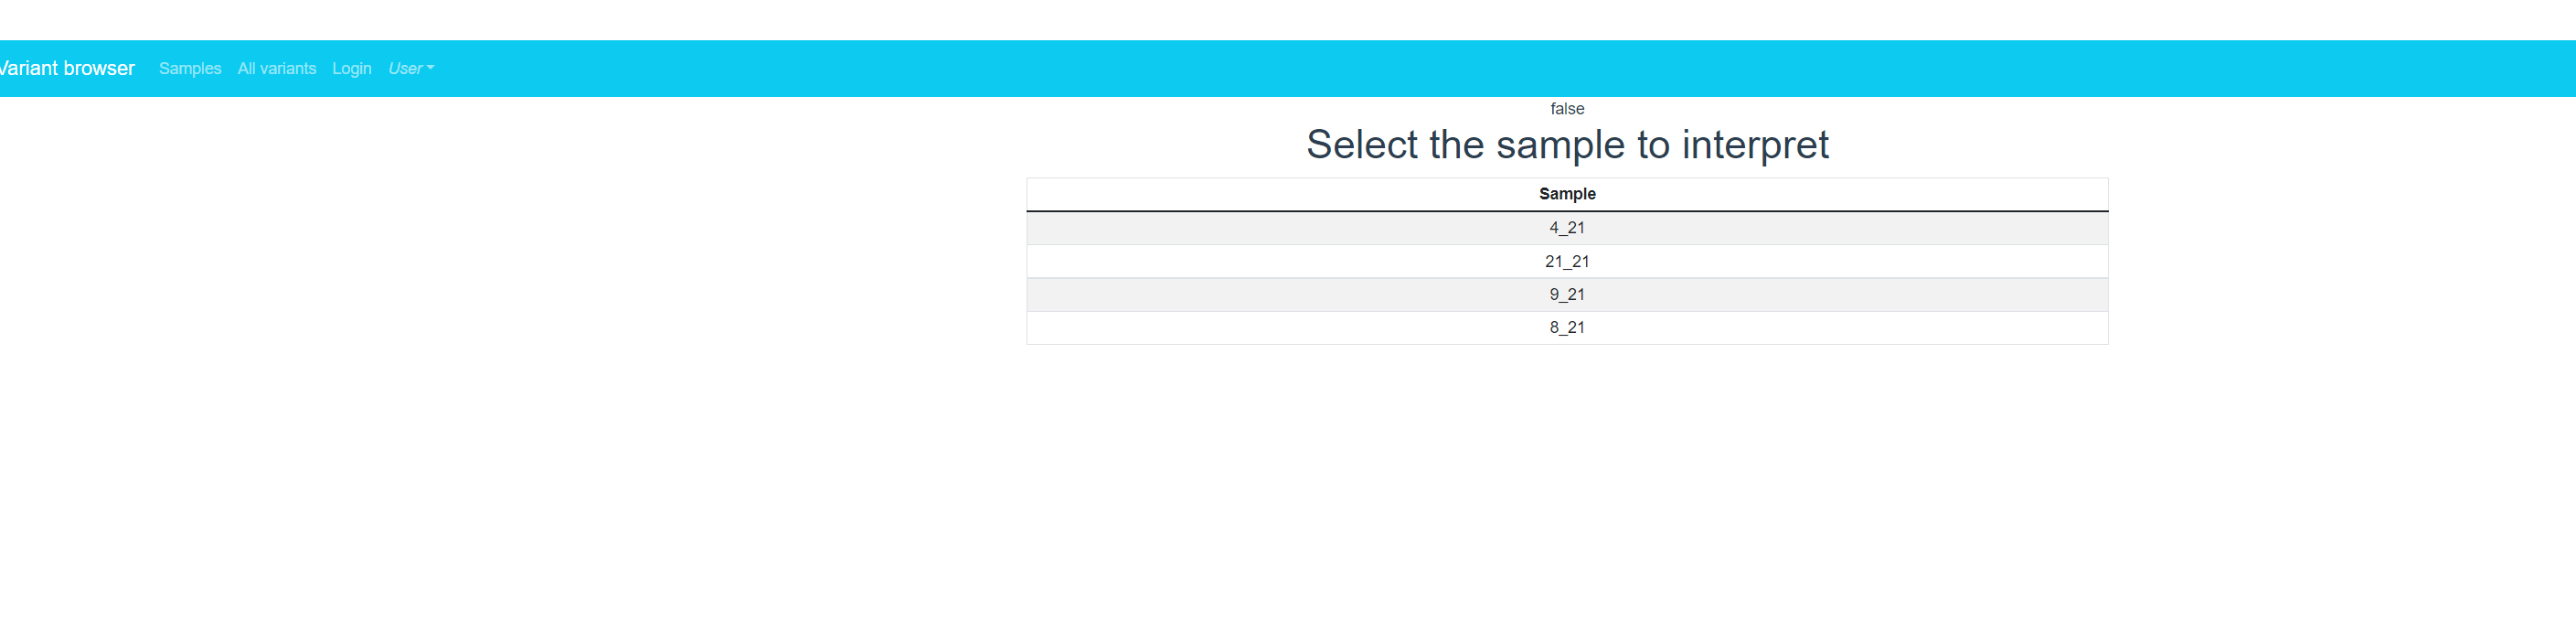 Variant browser Samples All variants Login User
false
Select the sample to interpret
Sample
4_21
21_21
9_21
8_21